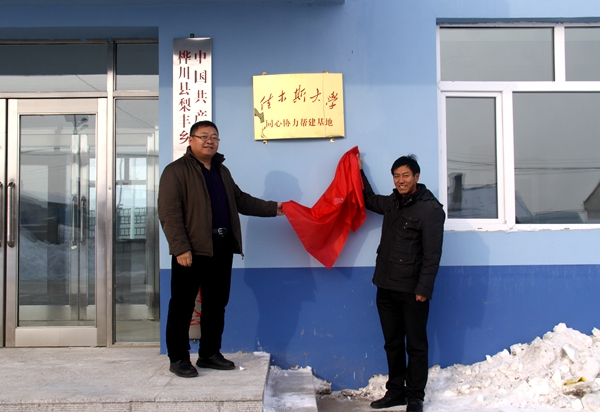 中国共产
桦川县梨丰乡
佳木斯大学
同心协力帮建基地